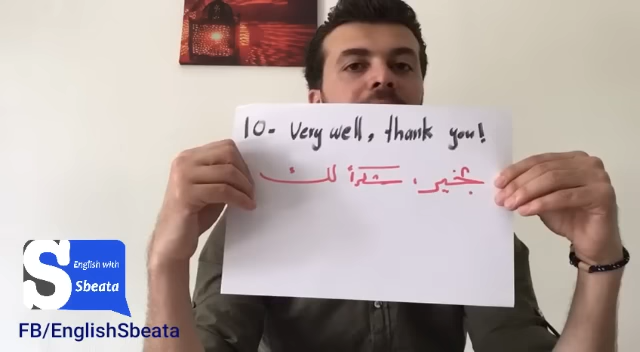 10- Very well, thank you!
بخير، شكراً لك
S English with
Sbeata
FB/EnglishSbeata